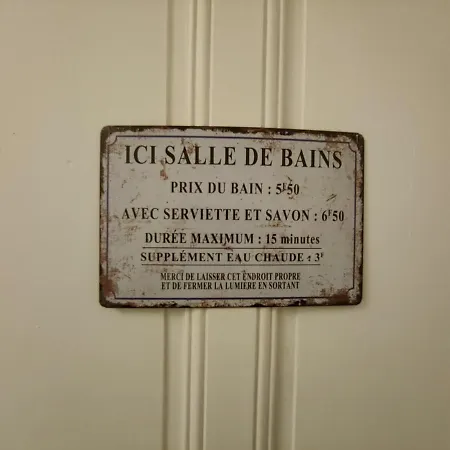 ICI SALLE DE BAINS
PRIX DU BAIN : 5F50
AVEC SERVIETTE ET SAVON : 6F50
DURÉE MAXIMUM : 15 minutes
SUPPLÉMENT EAU CHAUDE : 3F
MERCI DE LAISSER CET ENDROIT PROPRE
ET DE FERMER LA LUMIERE EN SORTANT